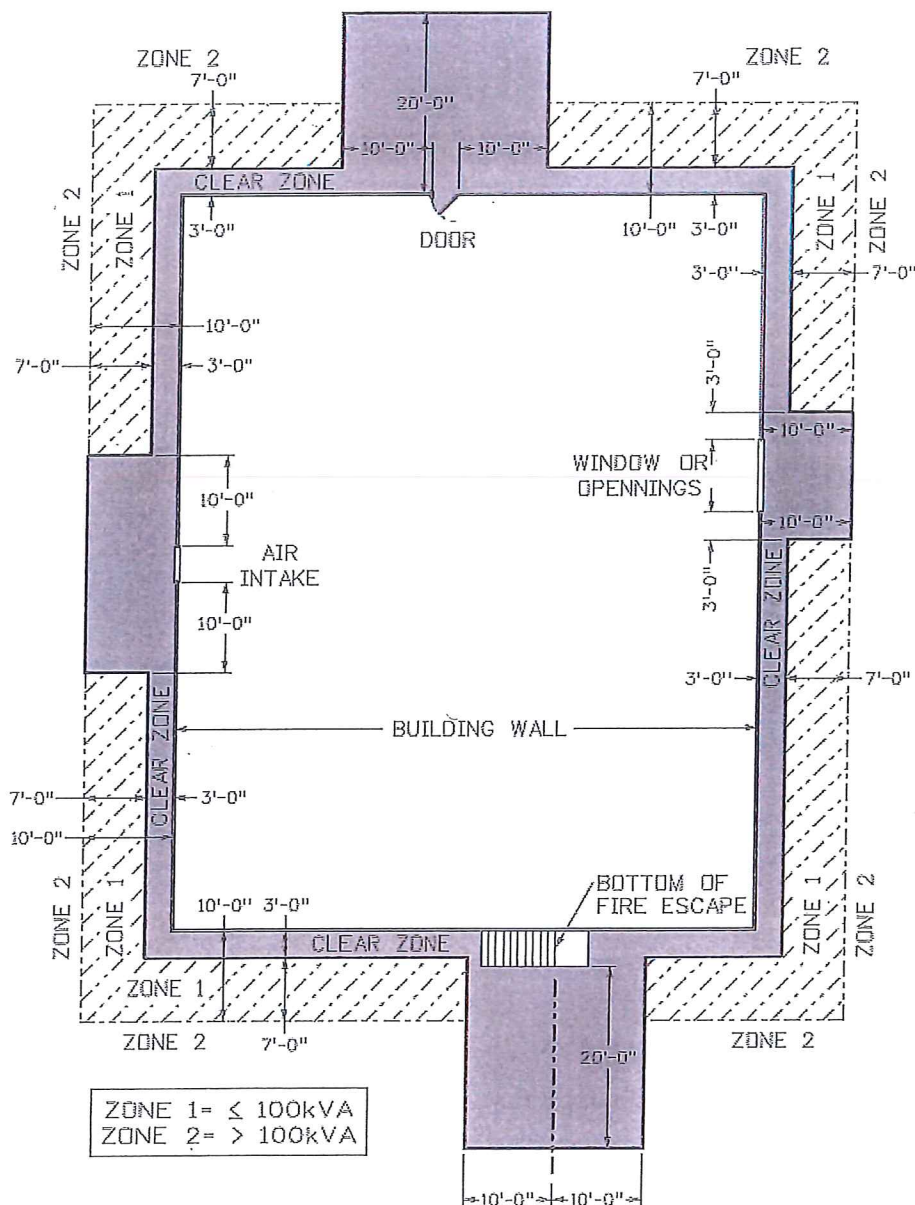 ZONE 2
7'-0"
ZONE 2
7'-0"
20'-0"
10'-0"
10'-0"
CLEAR ZONE
3'-0"
DOOR
10'-0"
3'-0"
ZONE 2
ZONE 1
ZONE 1
ZONE 2
3'-0"
7'-0"
10'-0"
7'-0"
3'-0"
3'-0"
10'-0"
WINDOW OR
OPENNINGS
10'-0"
10'-0"
AIR
INTAKE
10'-0"
3'-0"
CLEAR ZONE
3'-0"
7'-0"
CLEAR ZONE
BUILDING WALL
7'-0"
3'-0"
10'-0"
ZONE 2
ZONE 1
ZONE 1
ZONE 2
BOTTOM OF
FIRE ESCAPE
10'-0"
3'-0"
CLEAR ZONE
ZONE 1
ZONE 2
7'-0"
ZONE 2
20'-0"
ZONE 1= ≤ 100kVA
ZONE 2= > 100kVA
10'-0"
10'-0"